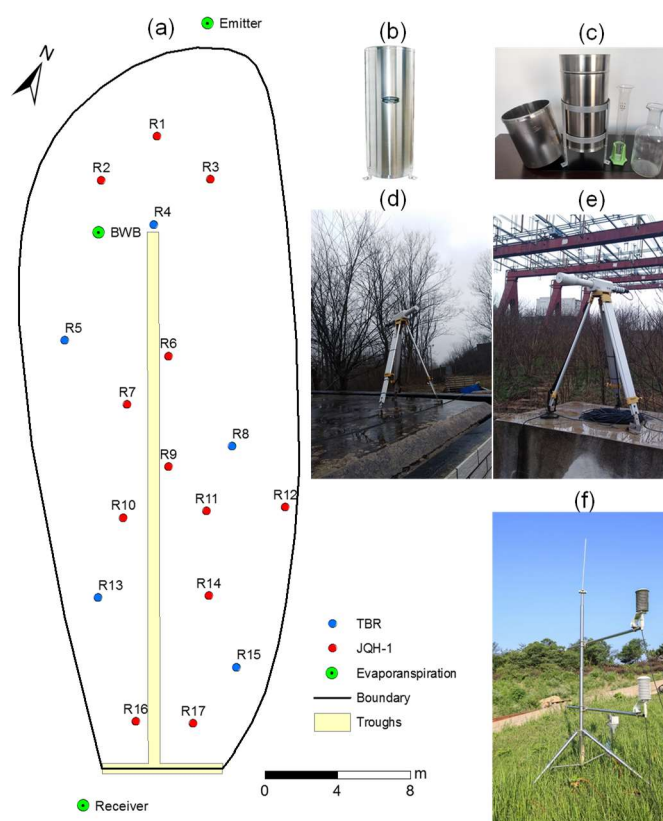 Emitter
(a)
(b)
(c)
N
R1
R2
R3
R4
BWB
(d)
(e)
R5
R6
R7
R8
R9
R10
R11
R12
(f)
R13
R14
TBR
JQH-1
R15
Evaporanspiration
Boundary
R16
R17
Troughs
m
0
4
8
Receiver